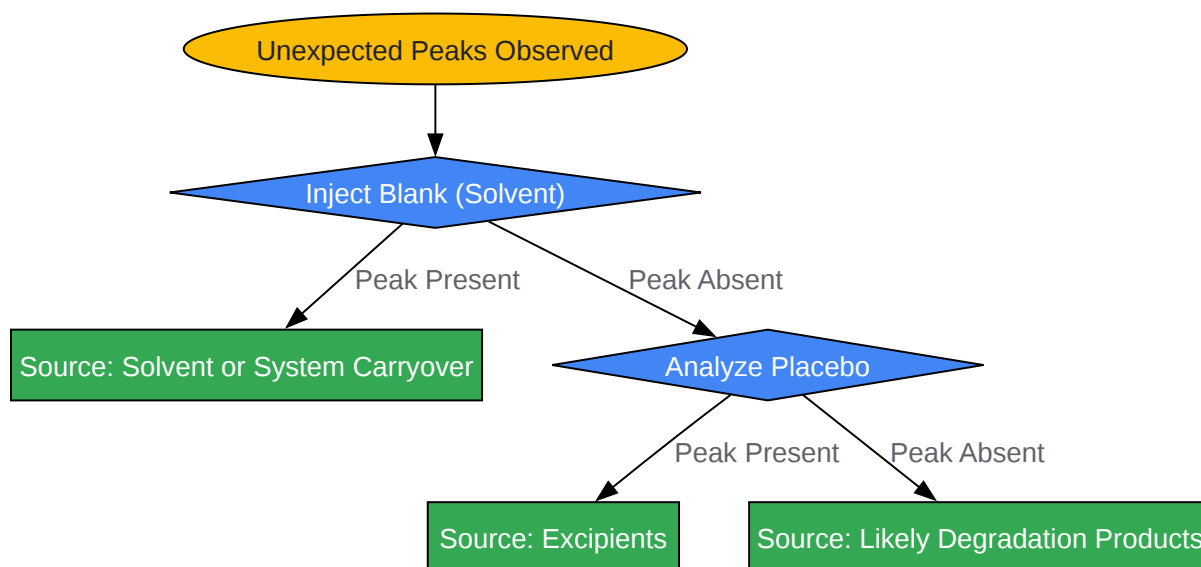 Unexpected Peaks Observed
Inject Blank (Solvent)
Peak Present
Peak Absent
Source: Solvent or System Carryover
Analyze Placebo
Peak Present
Peak Absent
Source: Excipients
Source: Likely Degradation Products